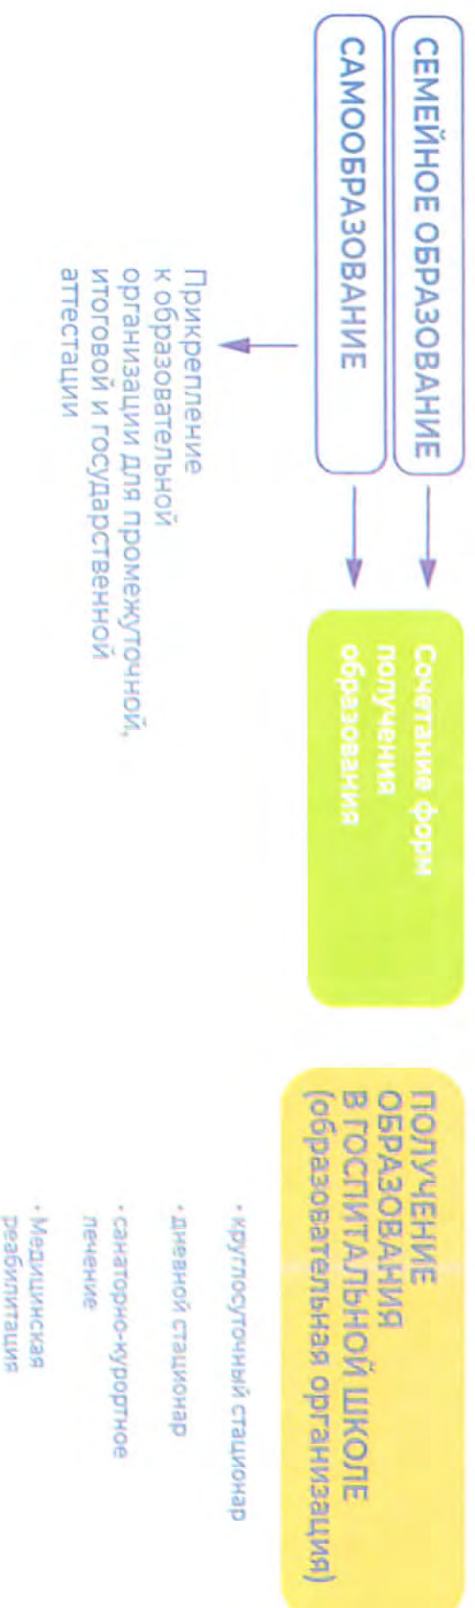 СЕМЕЙНОЕ ОБРАЗОВАНИЕ
САМООБРАЗОВАНИЕ
Прикрепление
к образовательной
организации для промежуточной,
итоговой и государственной
аттестации
Сочетание форм
получения
образования
ПОЛУЧЕНИЕ
ОБРАЗОВАНИЯ
В ГОСПИТАЛЬНОЙ ШКОЛЕ
(образовательная организация)
• круглосуточный стационар
• дневной стационар
• санаторно-курортное
лечение
• Медицинская
реабилитация